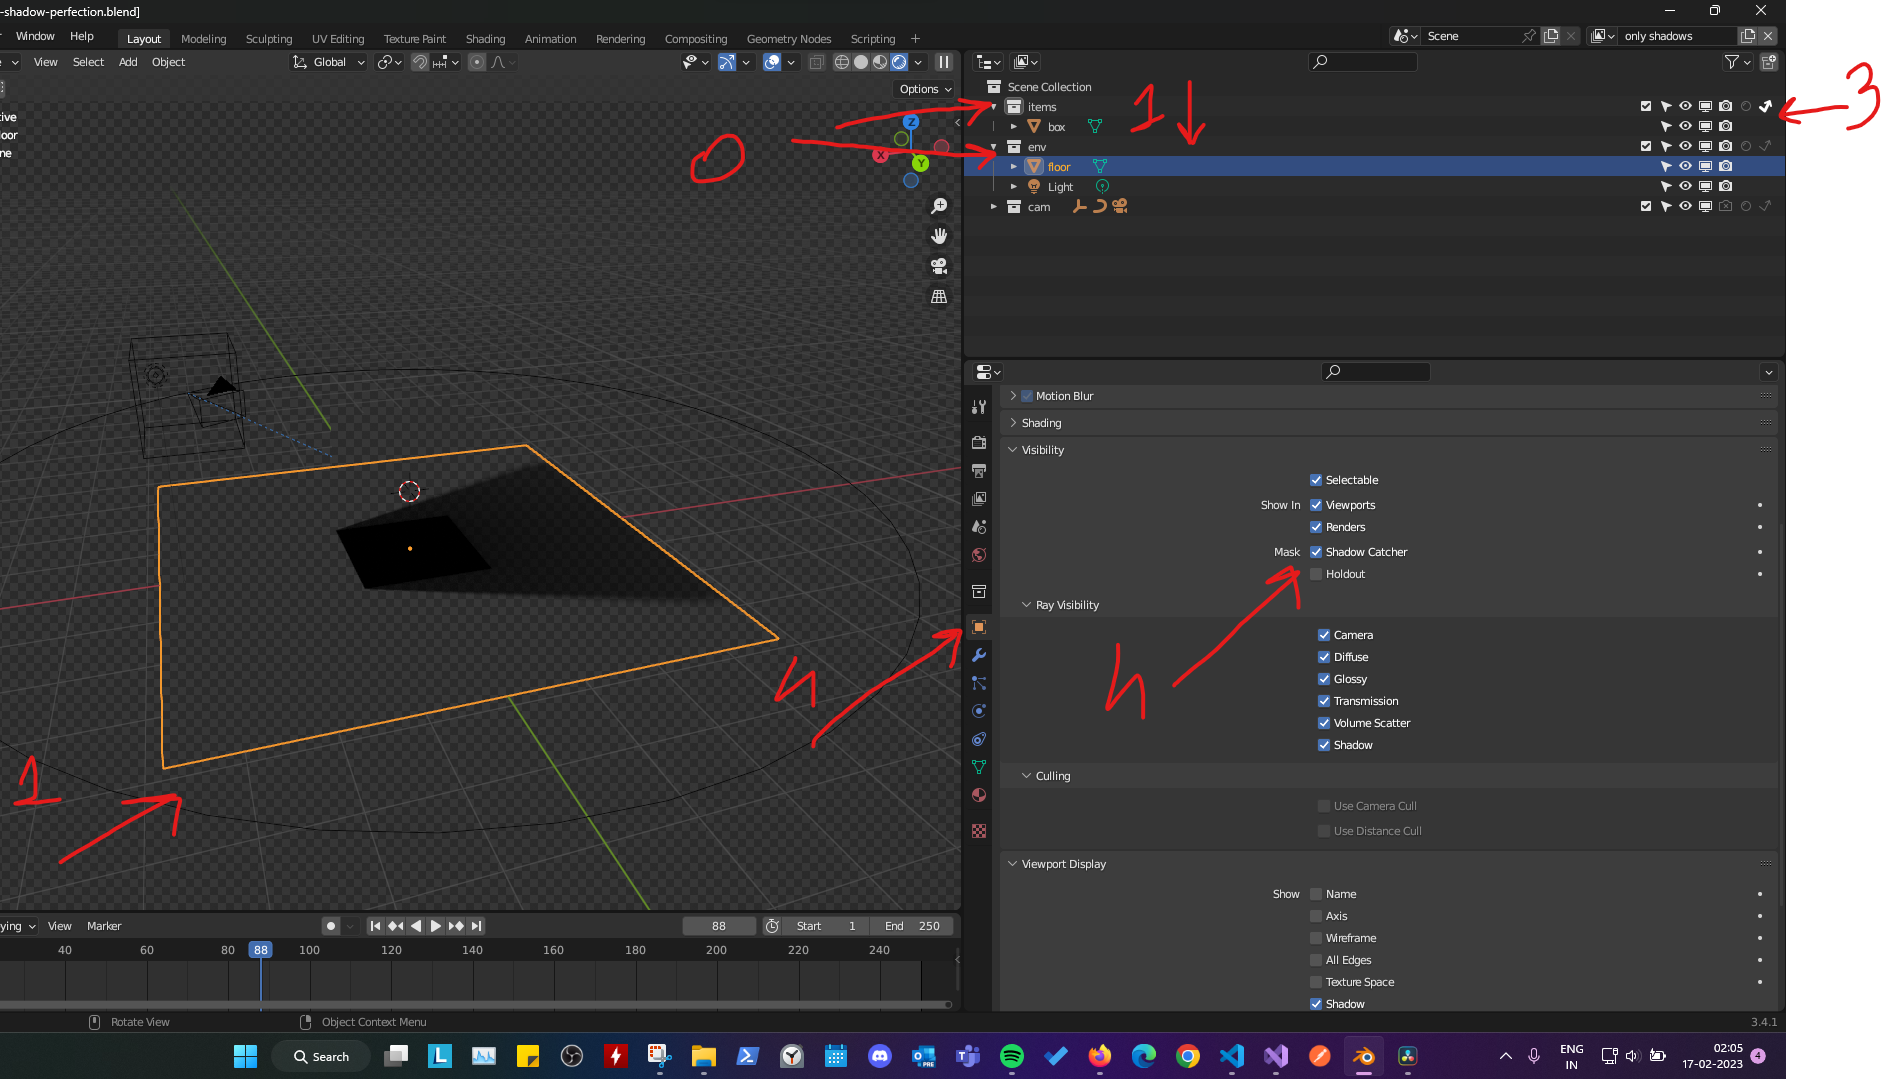 -shadow-perfection.blend]
Window Help Layout Modeling Sculpting UV Editing Texture Paint Shading Animation Rendering Compositing Geometry Nodes Scripting + Scene only shadows
View Select Add Object Global
Options
Scene Collection
items
box
env
floor
Light
cam
ive
oor
ne
Z
X
Y
0
1
3
1
4
4
Motion Blur
Shading
Visibility
Selectable
Show In Viewports
Renders
Mask Shadow Catcher
Holdout
Ray Visibility
Camera
Diffuse
Glossy
Transmission
Volume Scatter
Shadow
Culling
Use Camera Cull
Use Distance Cull
Viewport Display
Show Name
Axis
Wireframe
All Edges
Texture Space
Shadow
ying View Marker 88 Start 1 End 250
40 60 80 88 100 120 140 160 180 200 220 240
Rotate View Object Context Menu 3.4.1
Search
ENG
IN
02:05
17-02-2023
4